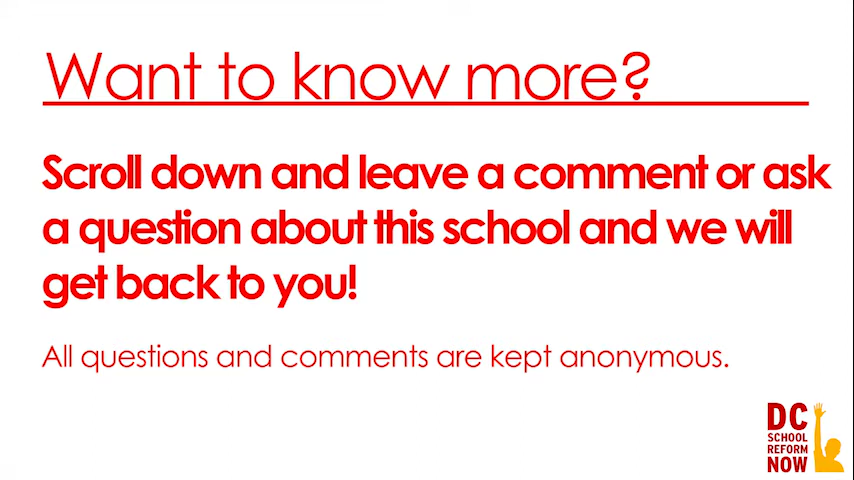 Want to know more?
Scroll down and leave a comment or ask
a question about this school and we will
get back to you!
All questions and comments are kept anonymous.
DC
SCHOOL
REFORM
NOW